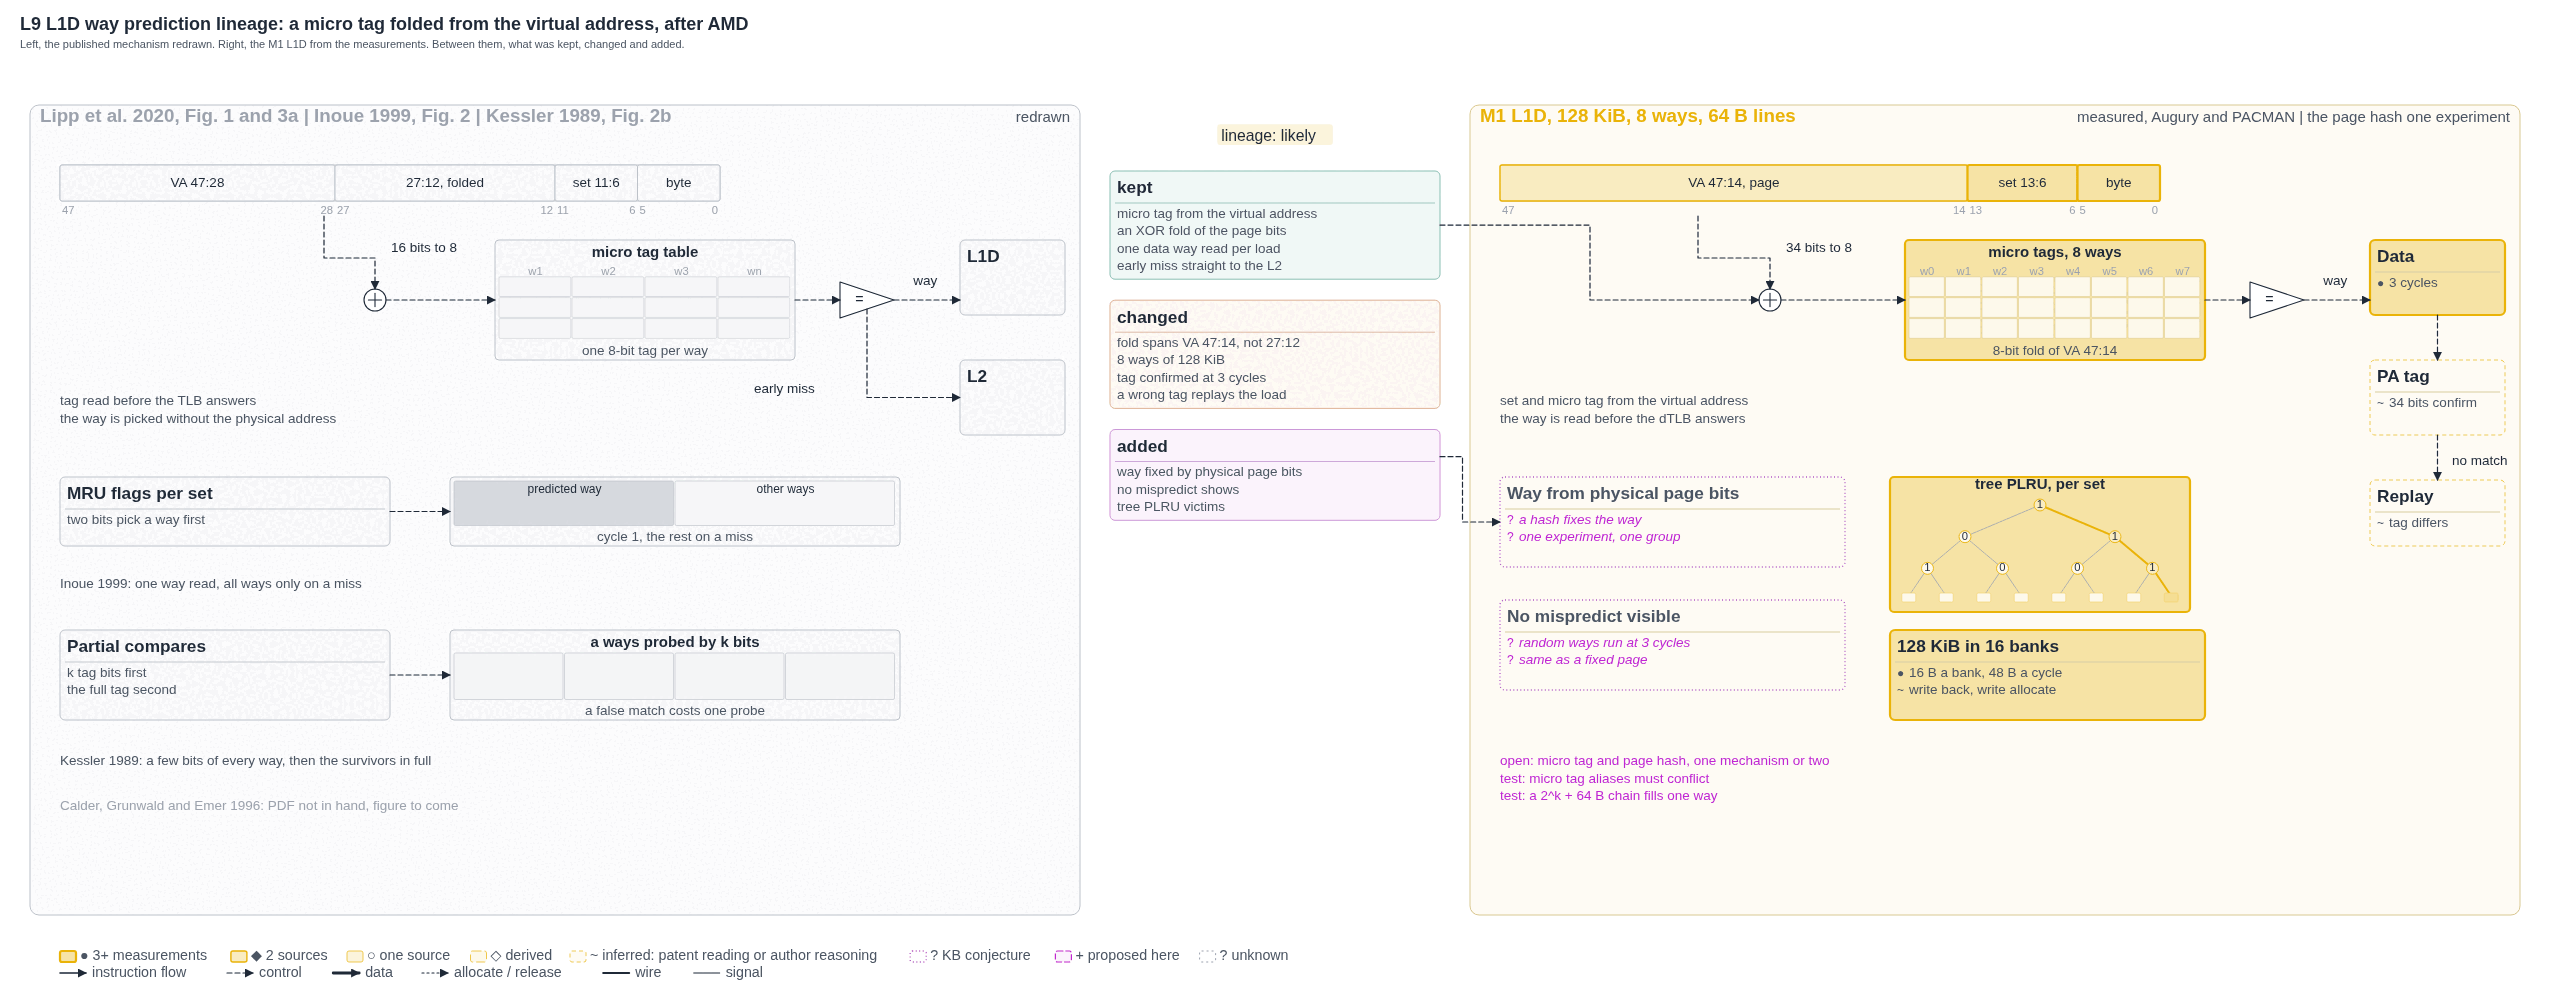 L9 L1D way prediction lineage: a micro tag folded from the virtual address, after AMD
Left, the published mechanism redrawn. Right, the M1 L1D from the measurements. Between them, what was kept, changed and added.
Lipp et al. 2020, Fig. 1 and 3a | Inoue 1999, Fig. 2 | Kessler 1989, Fig. 2b
redrawn
VA 47:28
27:12, folded
set 11:6
byte
47
28 27
12 11
6 5
0
16 bits to 8
micro tag table
w1
w2
w3
wn
one 8-bit tag per way
=
way
early miss
L1D
L2
tag read before the TLB answers
the way is picked without the physical address
MRU flags per set
two bits pick a way first
predicted way
other ways
cycle 1, the rest on a miss
Inoue 1999: one way read, all ways only on a miss
Partial compares
k tag bits first
the full tag second
a ways probed by k bits
a false match costs one probe
Kessler 1989: a few bits of every way, then the survivors in full
Calder, Grunwald and Emer 1996: PDF not in hand, figure to come
lineage: likely
kept
micro tag from the virtual address
an XOR fold of the page bits
one data way read per load
early miss straight to the L2
changed
fold spans VA 47:14, not 27:12
8 ways of 128 KiB
tag confirmed at 3 cycles
a wrong tag replays the load
added
way fixed by physical page bits
no mispredict shows
tree PLRU victims
M1 L1D, 128 KiB, 8 ways, 64 B lines
measured, Augury and PACMAN | the page hash one experiment
VA 47:14, page
set 13:6
byte
47
14 13
6 5
0
34 bits to 8
micro tags, 8 ways
w0
w1
w2
w3
w4
w5
w6
w7
8-bit fold of VA 47:14
=
way
Data
● 3 cycles
PA tag
~ 34 bits confirm
no match
Replay
~ tag differs
set and micro tag from the virtual address
the way is read before the dTLB answers
Way from physical page bits
? a hash fixes the way
? one experiment, one group
No mispredict visible
? random ways run at 3 cycles
? same as a fixed page
tree PLRU, per set
1
0
1
1
0
0
1
128 KiB in 16 banks
● 16 B a bank, 48 B a cycle
~ write back, write allocate
open: micro tag and page hash, one mechanism or two
test: micro tag aliases must conflict
test: a 2^k + 64 B chain fills one way
● 3+ measurements
◆ 2 sources
○ one source
◇ derived
~ inferred: patent reading or author reasoning
? KB conjecture
+ proposed here
? unknown
instruction flow
control
data
allocate / release
wire
signal